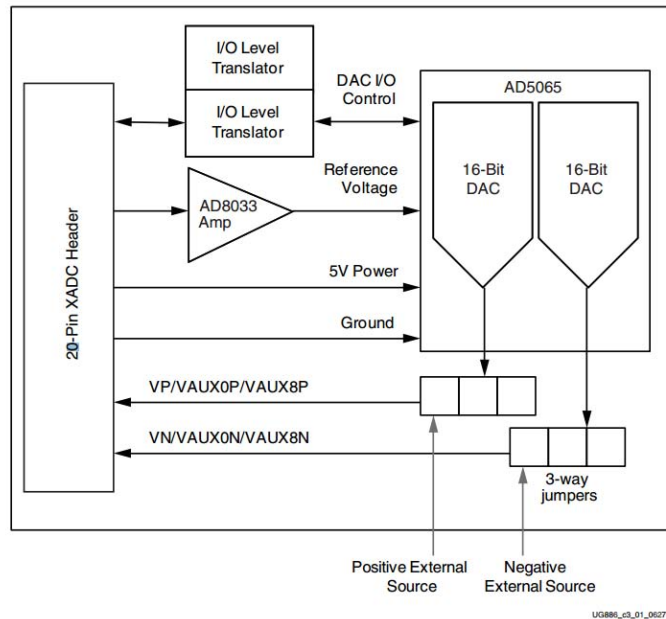 I/O Level
Translator
I/O Level
Translator
DAC I/O
Control
AD5065
16-Bit
DAC
16-Bit
DAC
Reference
Voltage
AD8033
Amp
20-Pin XADC Header
5V Power
Ground
VP/VAUX0P/VAUX8P
VN/VAUX0N/VAUX8N
3-way
jumpers
Positive External
Source
Negative
External Source
UG886_c3_01_0627